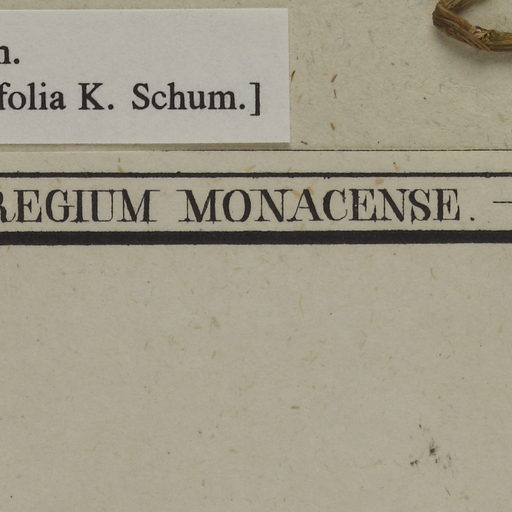 n.
folia K. Schum.]
REGIUM MONACENSE. —